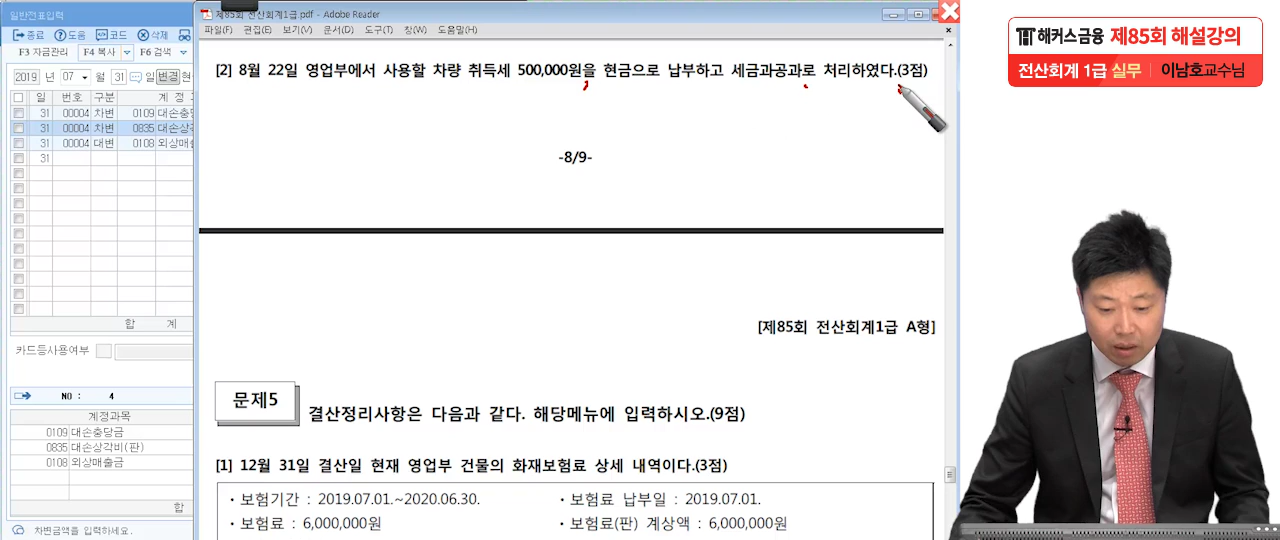 일반전표입력
종료 도움 코드 삭제
F3 자금관리 F4 복사 F6 검색
2019 년 07 월 31 일 변경 현
일 번호 구분 계 정
31 00004 차변 0109 대손충당
31 00004 차변 0835 대손상각
31 00004 대변 0108 외상매출
31
합 계
카드등사용여부
NO : 4
계정과목
0109 대손충당금
0835 대손상각비(판)
0108 외상매출금
합
차변금액을 입력하세요.
제85회 전산회계1급.pdf - Adobe Reader
파일(F) 편집(E) 보기(V) 문서(D) 도구(T) 창(W) 도움말(H)
[2] 8월 22일 영업부에서 사용할 차량 취득세 500,000원을 현금으로 납부하고 세금과공과로 처리하였다.(3점)
-8/9-
[제85회 전산회계1급 A형]
문제5 결산정리사항은 다음과 같다. 해당메뉴에 입력하시오.(9점)
[1] 12월 31일 결산일 현재 영업부 건물의 화재보험료 상세 내역이다.(3점)
・보험기간 : 2019.07.01.~2020.06.30. ・보험료 납부일 : 2019.07.01.
・보험료 : 6,000,000원 ・보험료(판) 계상액 : 6,000,000원
해커스금융 제85회 해설강의
전산회계 1급 실무 이남호교수님